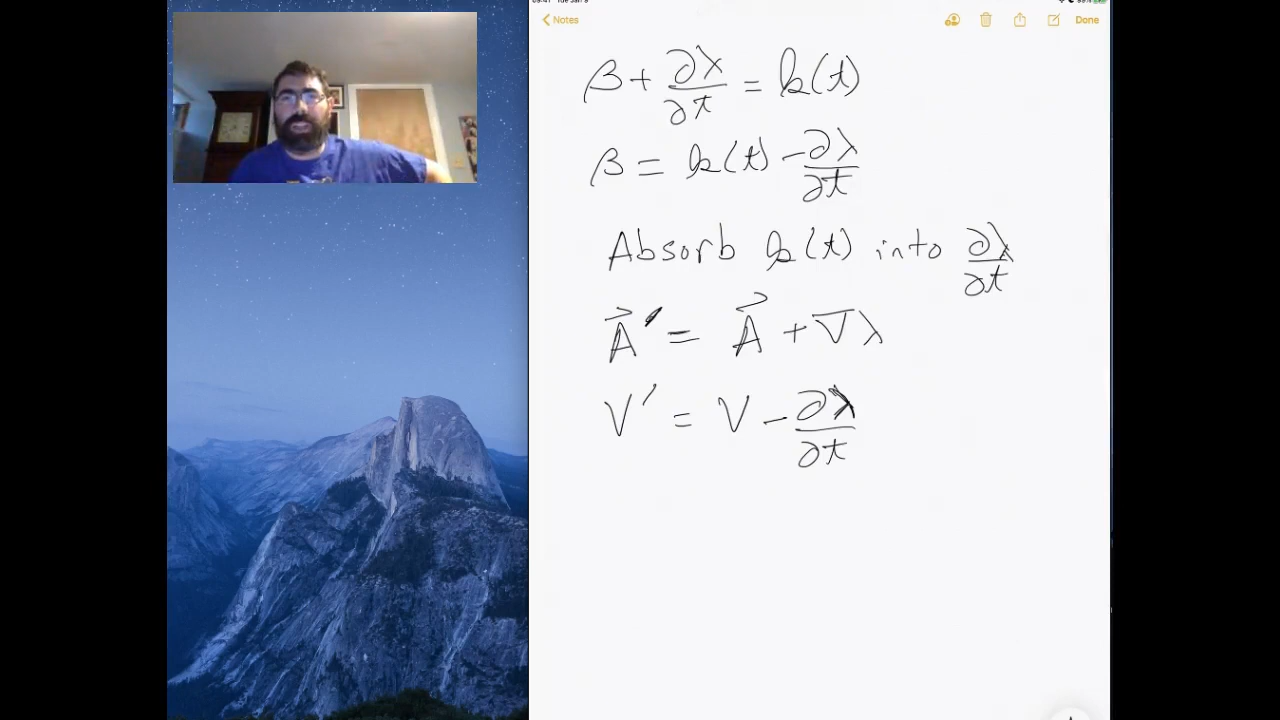 Notes
Done
β + ∂λ/∂t = k(t)
β = k(t) - ∂λ/∂t
Absorb k(t) into ∂λ/∂t
A⃗' = A⃗ + ∇λ
V' = V - ∂λ/∂t